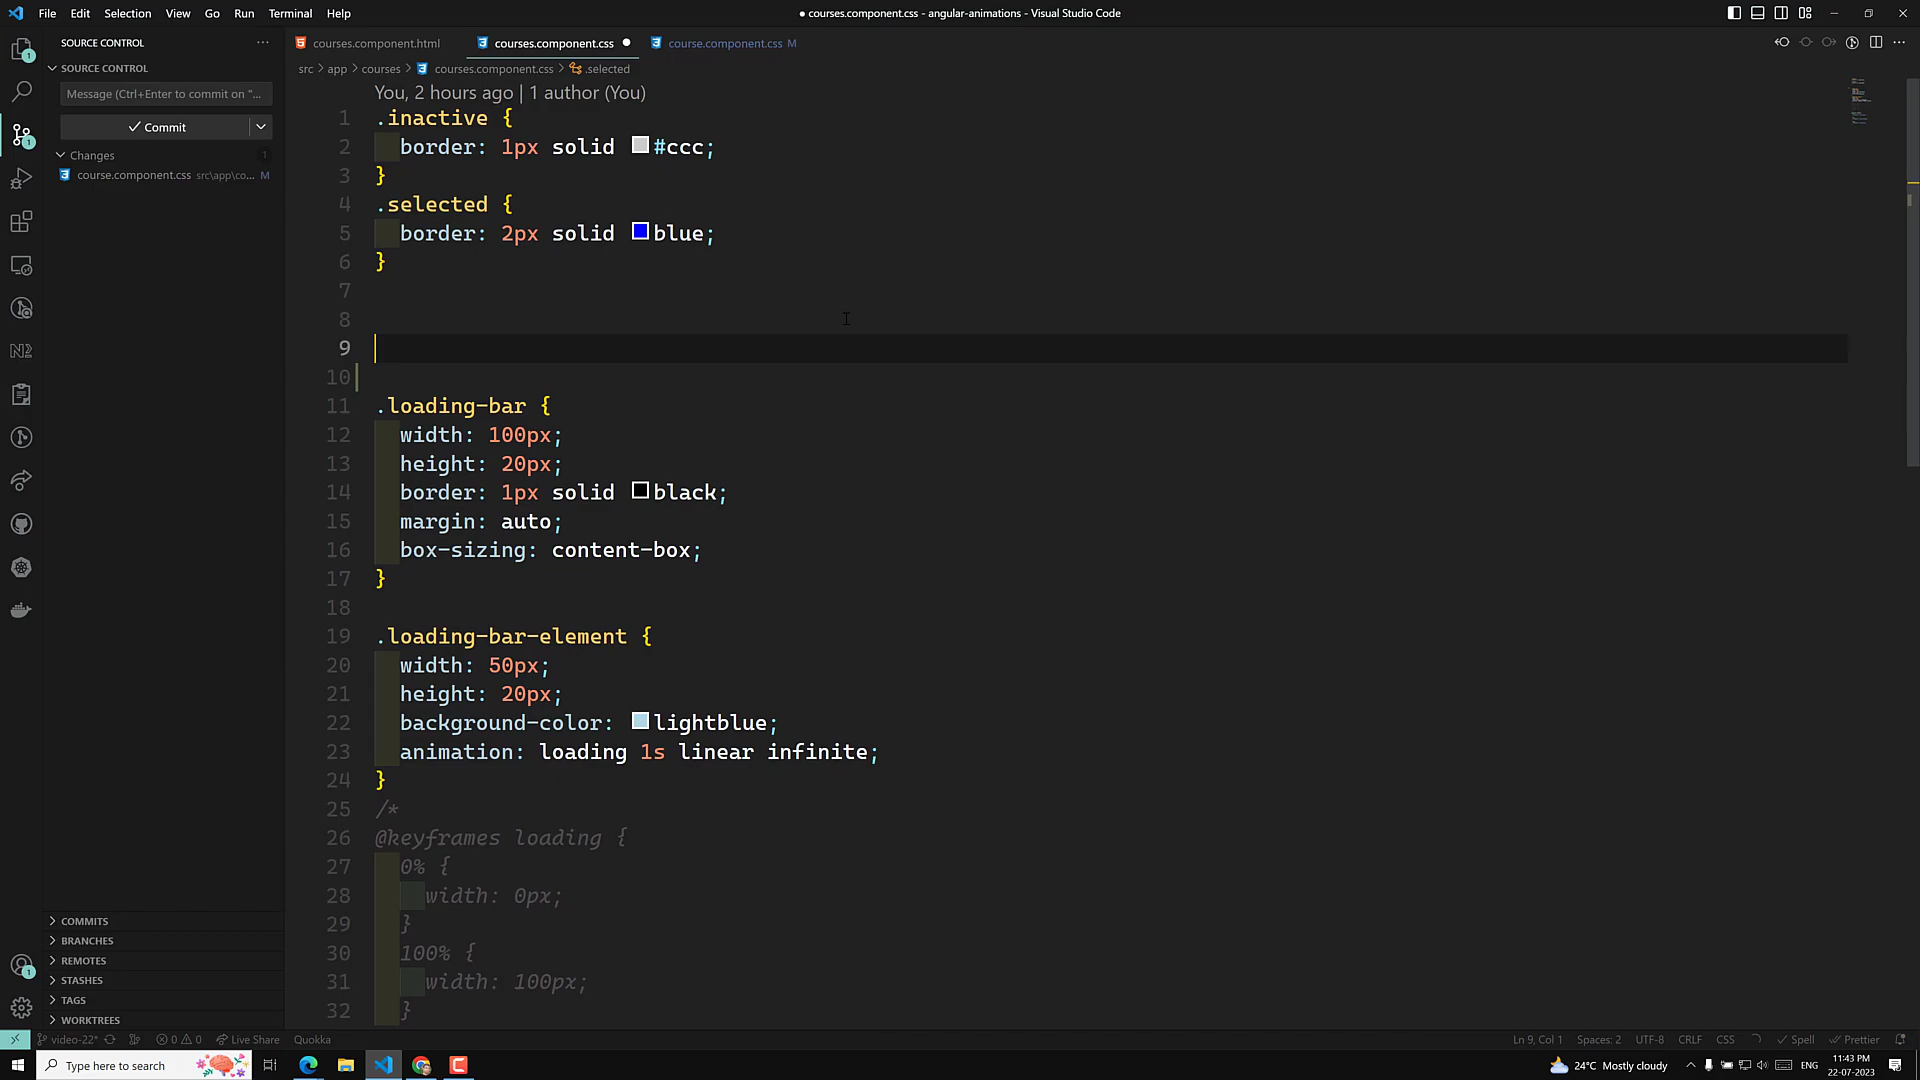 File Edit Selection View Go Run Terminal Help
● courses.component.css - angular-animations - Visual Studio Code
SOURCE CONTROL
courses.component.html
courses.component.css
course.component.css M
SOURCE CONTROL
src > app > courses > courses.component.css > .selected
Message (Ctrl+Enter to commit on "...
Commit
Changes 1
course.component.css src\app\co... M
You, 2 hours ago | 1 author (You)
1 .inactive {
2 border: 1px solid #ccc;
3 }
4 .selected {
5 border: 2px solid blue;
6 }
7
8
9
10
11 .loading-bar {
12 width: 100px;
13 height: 20px;
14 border: 1px solid black;
15 margin: auto;
16 box-sizing: content-box;
17 }
18
19 .loading-bar-element {
20 width: 50px;
21 height: 20px;
22 background-color: lightblue;
23 animation: loading 1s linear infinite;
24 }
25 /*
26 @keyframes loading {
27 0% {
28 width: 0px;
29 }
30 100% {
31 width: 100px;
32 }
COMMITS
BRANCHES
REMOTES
STASHES
TAGS
WORKTREES
video-22* 0 0 Live Share Quokka
Ln 9, Col 1 Spaces: 2 UTF-8 CRLF CSS Spell Prettier
Type here to search
24°C Mostly cloudy
ENG
11:43 PM
22-07-2023